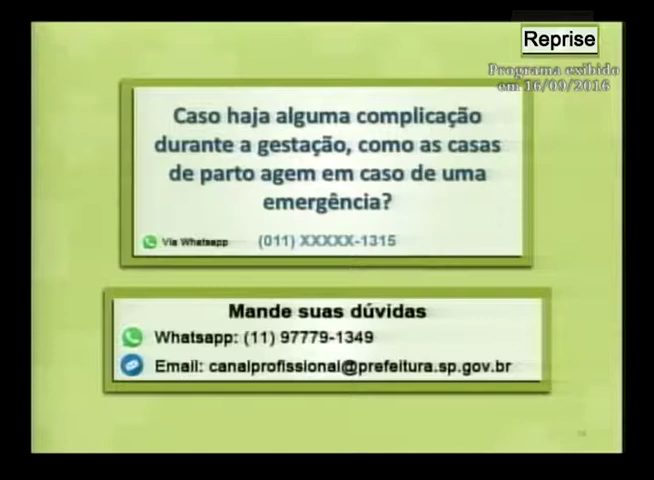 Reprise
Programa exibido
em 16/09/2016
Caso haja alguma complicação
durante a gestação, como as casas
de parto agem em caso de uma
emergência?
Via Whatsapp (011) XXXXX-1315
Mande suas dúvidas
Whatsapp: (11) 97779-1349
Email: canalprofissional@prefeitura.sp.gov.br